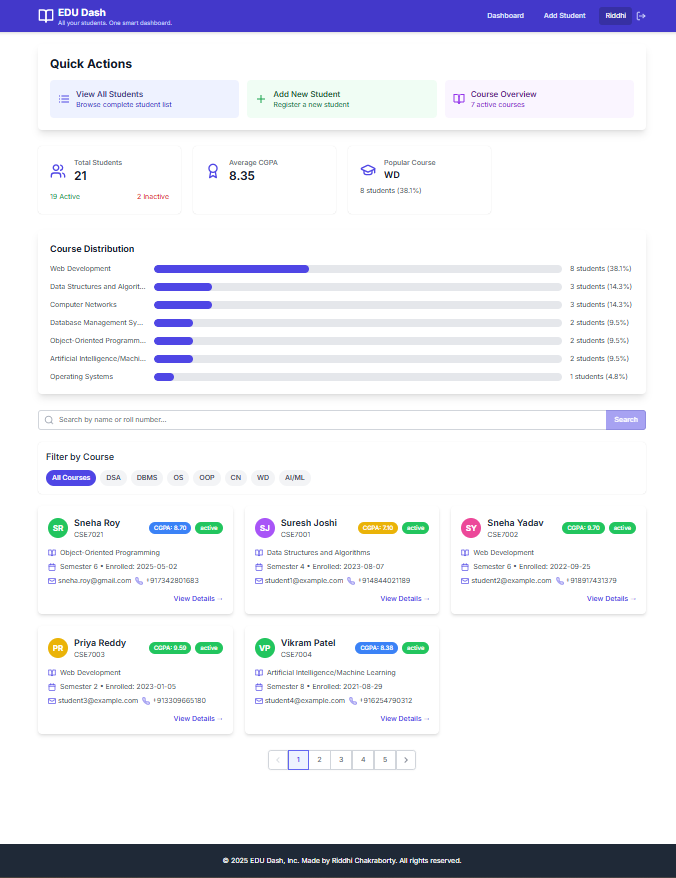 EDU Dash
All your students. One smart dashboard.
Dashboard
Add Student
Riddhi
Quick Actions
View All Students
Browse complete student list
Add New Student
Register a new student
Course Overview
7 active courses
Total Students
21
19 Active
2 Inactive
Average CGPA
8.35
Popular Course
WD
8 students (38.1%)
Course Distribution
Web Development 8 students (38.1%)
Data Structures and Algorit... 3 students (14.3%)
Computer Networks 3 students (14.3%)
Database Management Sy... 2 students (9.5%)
Object-Oriented Programm... 2 students (9.5%)
Artificial Intelligence/Machi... 2 students (9.5%)
Operating Systems 1 students (4.8%)
Search by name or roll number...
Search
Filter by Course
All Courses DSA DBMS OS OOP CN WD AI/ML
SR
Sneha Roy
CSE7021
CGPA: 8.70
active
Object-Oriented Programming
Semester 6 • Enrolled: 2025-05-02
sneha.roy@gmail.com +917342801683
View Details →
SJ
Suresh Joshi
CSE7001
CGPA: 7.10
active
Data Structures and Algorithms
Semester 4 • Enrolled: 2023-08-07
student1@example.com +914844021189
View Details →
SY
Sneha Yadav
CSE7002
CGPA: 9.70
active
Web Development
Semester 6 • Enrolled: 2022-09-25
student2@example.com +918917431379
View Details →
PR
Priya Reddy
CSE7003
CGPA: 9.59
active
Web Development
Semester 2 • Enrolled: 2023-01-05
student3@example.com +913309665180
View Details →
VP
Vikram Patel
CSE7004
CGPA: 8.38
active
Artificial Intelligence/Machine Learning
Semester 8 • Enrolled: 2021-08-29
student4@example.com +916254790312
View Details →
1 2 3 4 5
© 2025 EDU Dash, Inc. Made by Riddhi Chakraborty. All rights reserved.